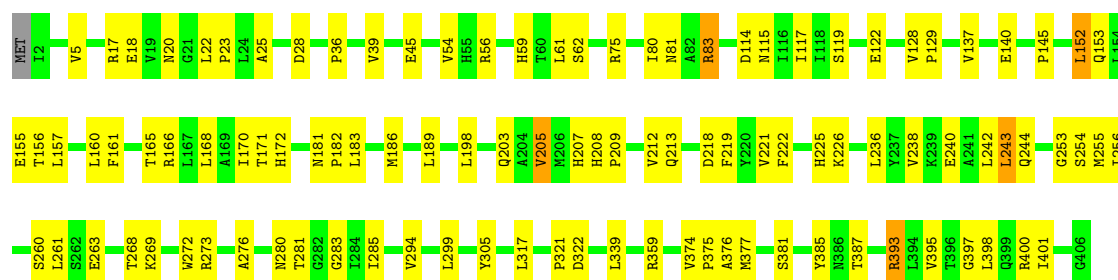 MET I2 V5 R17 E18 V19 N20 G21 L22 P23 L24 A25 D28 P36 V39 E45 V54 H55 R56 H59 T60 L61 S62 R75 I80 N81 A82 R83 D114 N115 I116 I117 I118 S119 E122 V128 P129 V137 E140 P145 L152 Q153 L154
E155 T156 L157 L160 F161 T165 R166 L167 L168 A169 I170 T171 H172 N181 P182 L183 M186 L189 L198 Q203 A204 V205 M206 H207 H208 P209 V212 Q213 D218 F219 Y220 V221 F222 H225 K226 L236 Y237 V238 K239 E240 A241 L242 L243 Q244 G253 S254 M255 I256
S260 L261 S262 E263 T268 K269 W272 R273 A276 N280 T281 G282 G283 I284 I285 V294 L299 Y305 L317 P321 D322 L339 R359 V374 P375 A376 M377 S381 Y385 N386 T387 R393 L394 V395 T396 G397 L398 Q399 R400 I401 G406